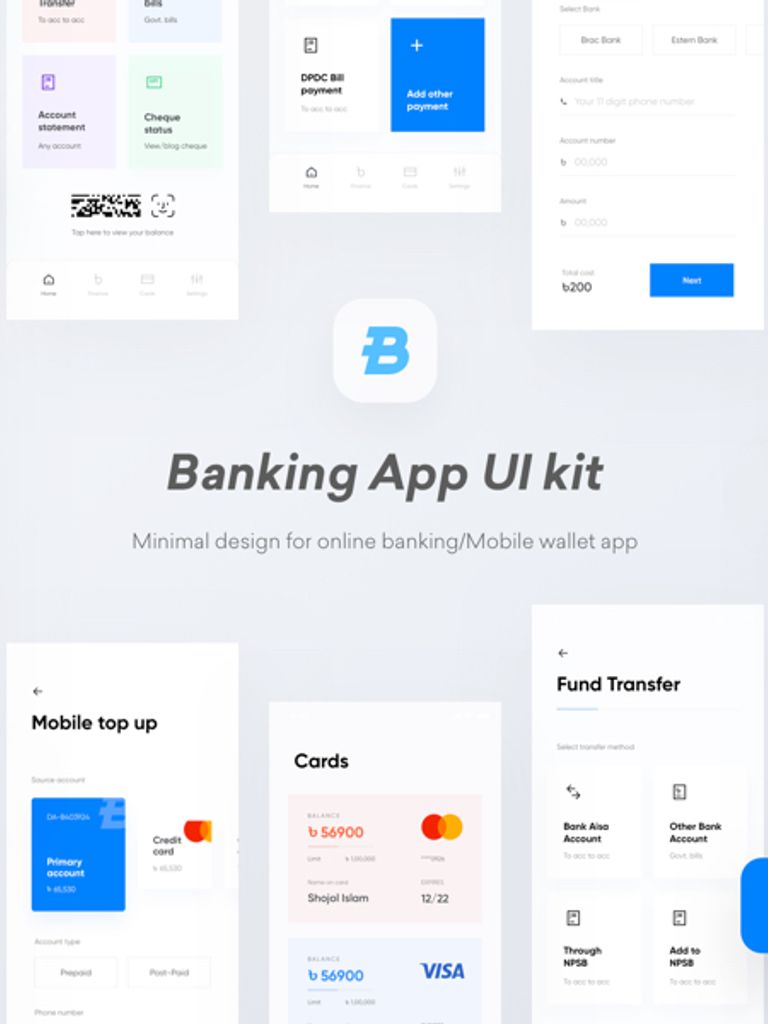 Transfer
To acc to acc
bills
Govt. bills
Account
statement
Any account
Cheque
status
View/blog cheque
Tap here to view your balance
Home
Finance
Cards
Settings
DPDC Bill
payment
To acc to acc
Add other
payment
Home
Finance
Cards
Settings
Select Bank
Brac Bank
Estern Bank
Account title
Your 11 digit phone number
Account number
৳ 00,000
Amount
৳ 00,000
Total cost
৳200
Next
B
Banking App UI kit
Minimal design for online banking/Mobile wallet app
Mobile top up
Source account
Primary
account
৳ 65,530
Credit
card
৳ 65,530
Account type
Prepaid
Post-Paid
Phone number
Cards
BALANCE
৳ 56900
Limit ৳ 1,00,000
Name on card
Shojol Islam
EXPIRES
12/22
BALANCE
৳ 56900
VISA
Limit ৳ 1,00,000
Fund Transfer
Select transfer method
Bank Aisa
Account
To acc to acc
Other Bank
Account
Govt. bills
Through
NPSB
To acc to acc
Add to
NPSB
To acc to acc